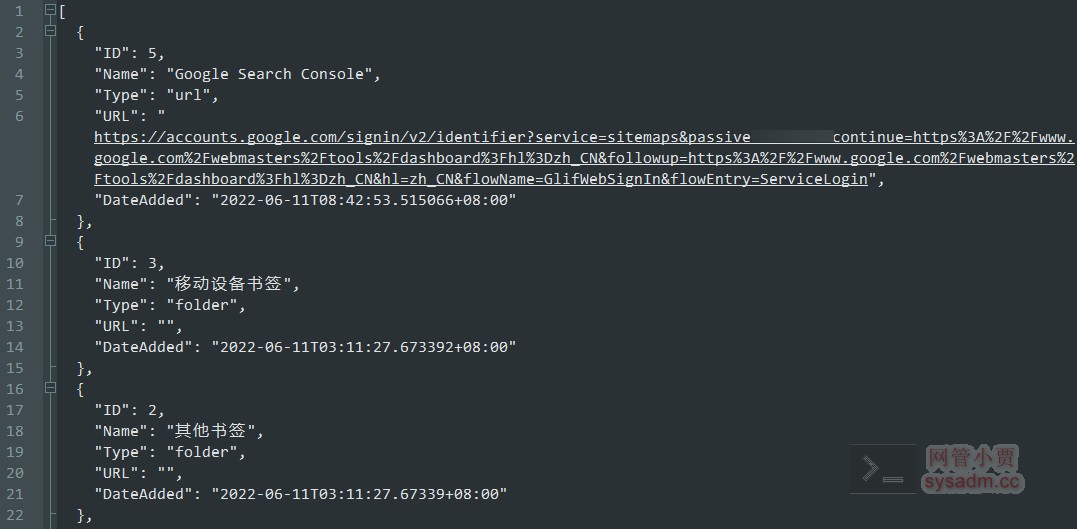 1 [
2 {
3 "ID": 5,
4 "Name": "Google Search Console",
5 "Type": "url",
6 "URL": "
https://accounts.google.com/signin/v2/identifier?service=sitemaps&passive continue=https%3A%2F%2Fwww.
google.com%2Fwebmasters%2Ftools%2Fdashboard%3Fhl%3Dzh_CN&followup=https%3A%2F%2Fwww.google.com%2Fwebmasters%2
Ftools%2Fdashboard%3Fhl%3Dzh_CN&hl=zh_CN&flowName=GlifWebSignIn&flowEntry=ServiceLogin",
7 "DateAdded": "2022-06-11T08:42:53.515066+08:00"
8 },
9 {
10 "ID": 3,
11 "Name": "移动设备书签",
12 "Type": "folder",
13 "URL": "",
14 "DateAdded": "2022-06-11T03:11:27.673392+08:00"
15 },
16 {
17 "ID": 2,
18 "Name": "其他书签",
19 "Type": "folder",
20 "URL": "",
21 "DateAdded": "2022-06-11T03:11:27.67339+08:00"
22 },
>_ 网管小贾
sysadm.cc